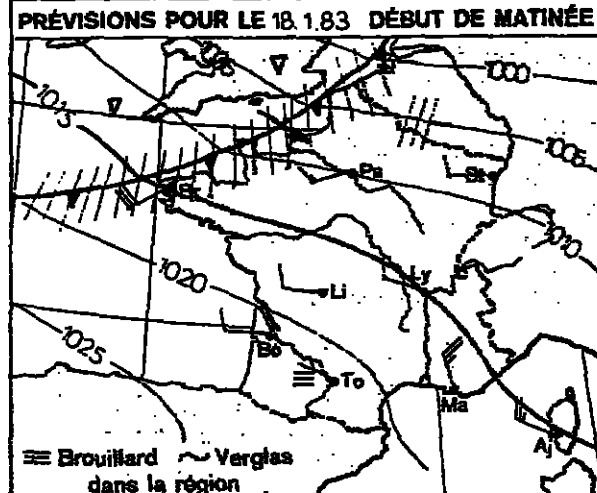 PRÉVISIONS POUR LE 18.1.83 DÉBUT DE MATINÉE
1000
1005
1010
1015
1020
1025
Br
Pa
St
Li
Ly
Bo
To
Ma
Aj
Brouillard Verglas
dans la région